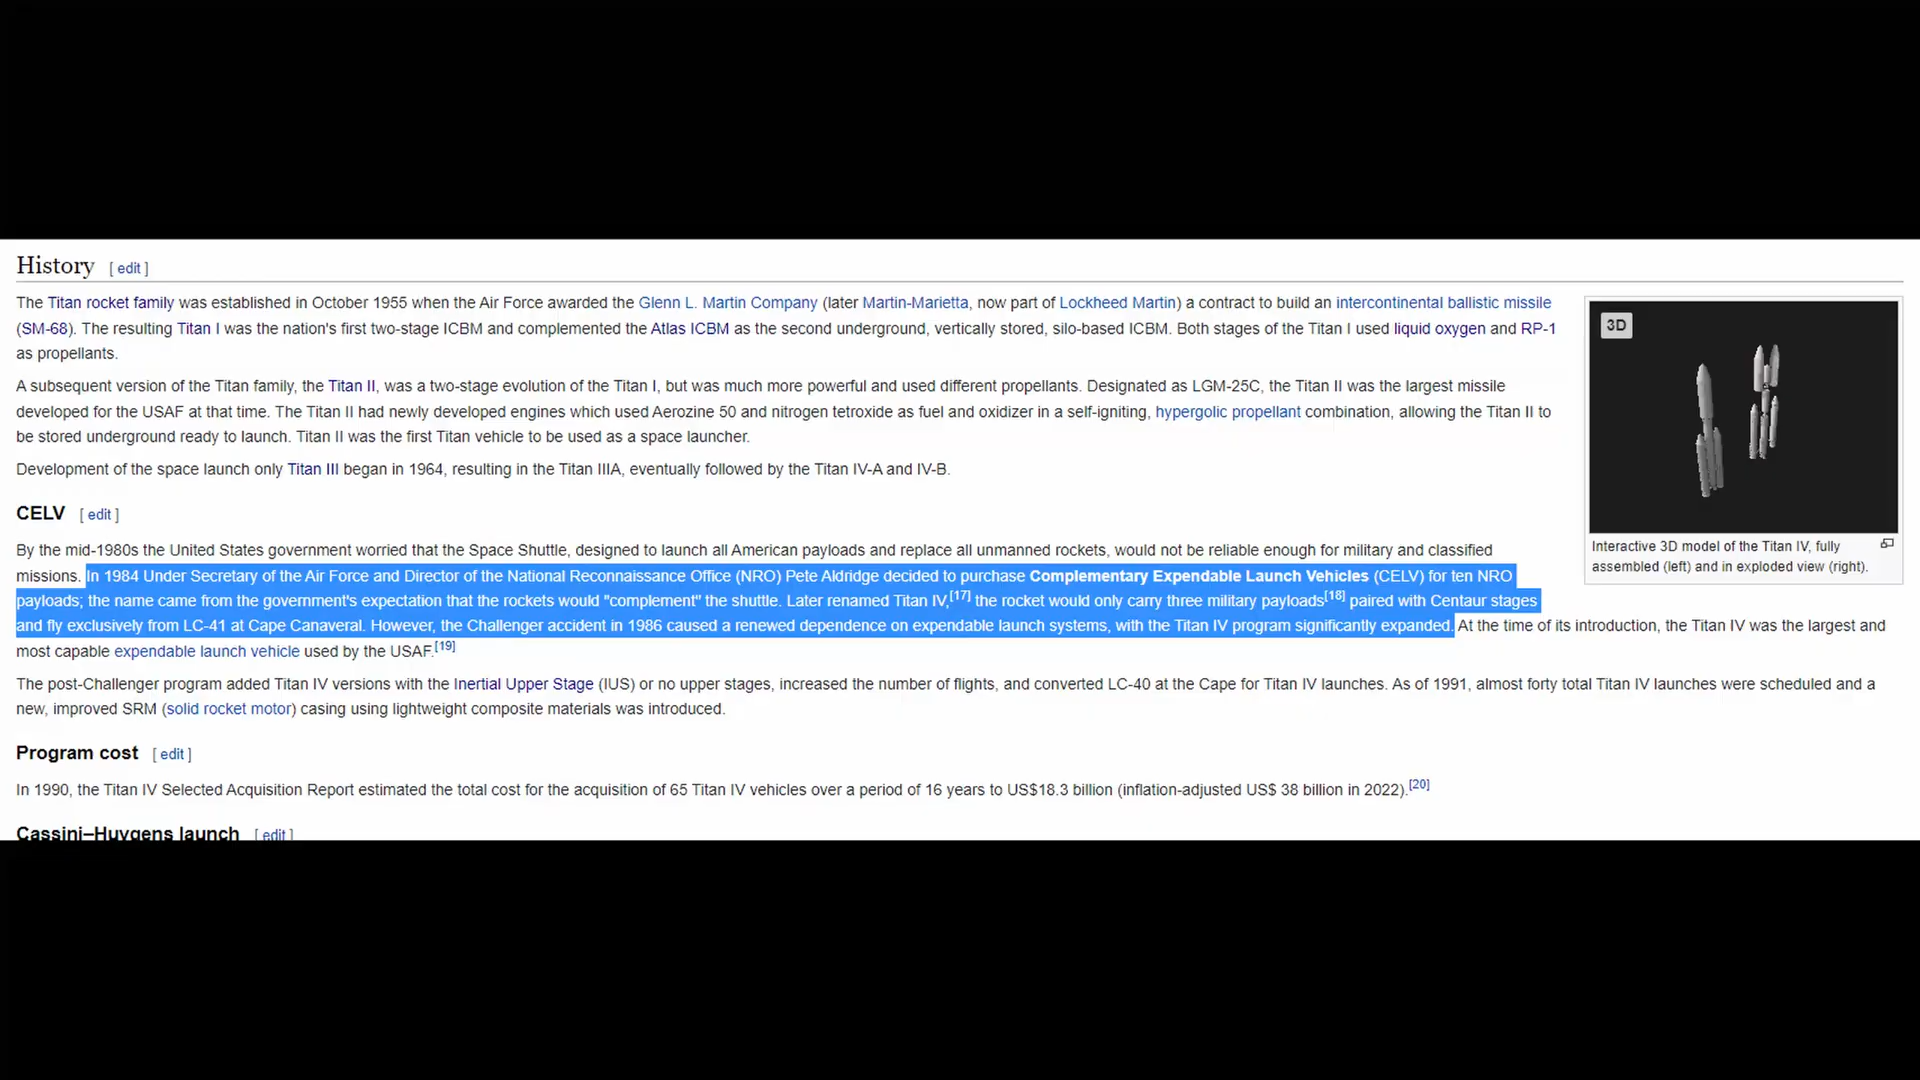 History [ edit ]
The Titan rocket family was established in October 1955 when the Air Force awarded the Glenn L. Martin Company (later Martin-Marietta, now part of Lockheed Martin) a contract to build an intercontinental ballistic missile
(SM-68). The resulting Titan I was the nation's first two-stage ICBM and complemented the Atlas ICBM as the second underground, vertically stored, silo-based ICBM. Both stages of the Titan I used liquid oxygen and RP-1
as propellants.
A subsequent version of the Titan family, the Titan II, was a two-stage evolution of the Titan I, but was much more powerful and used different propellants. Designated as LGM-25C, the Titan II was the largest missile
developed for the USAF at that time. The Titan II had newly developed engines which used Aerozine 50 and nitrogen tetroxide as fuel and oxidizer in a self-igniting, hypergolic propellant combination, allowing the Titan II to
be stored underground ready to launch. Titan II was the first Titan vehicle to be used as a space launcher.
Development of the space launch only Titan III began in 1964, resulting in the Titan IIIA, eventually followed by the Titan IV-A and IV-B.
3D
Interactive 3D model of the Titan IV, fully
assembled (left) and in exploded view (right).
CELV [ edit ]
By the mid-1980s the United States government worried that the Space Shuttle, designed to launch all American payloads and replace all unmanned rockets, would not be reliable enough for military and classified
missions. In 1984 Under Secretary of the Air Force and Director of the National Reconnaissance Office (NRO) Pete Aldridge decided to purchase Complementary Expendable Launch Vehicles (CELV) for ten NRO
payloads; the name came from the government's expectation that the rockets would "complement" the shuttle. Later renamed Titan IV,[17] the rocket would only carry three military payloads[18] paired with Centaur stages
and fly exclusively from LC-41 at Cape Canaveral. However, the Challenger accident in 1986 caused a renewed dependence on expendable launch systems, with the Titan IV program significantly expanded. At the time of its introduction, the Titan IV was the largest and
most capable expendable launch vehicle used by the USAF.[19]
The post-Challenger program added Titan IV versions with the Inertial Upper Stage (IUS) or no upper stages, increased the number of flights, and converted LC-40 at the Cape for Titan IV launches. As of 1991, almost forty total Titan IV launches were scheduled and a
new, improved SRM (solid rocket motor) casing using lightweight composite materials was introduced.
Program cost [ edit ]
In 1990, the Titan IV Selected Acquisition Report estimated the total cost for the acquisition of 65 Titan IV vehicles over a period of 16 years to US$18.3 billion (inflation-adjusted US$ 38 billion in 2022).[20]
Cassini–Huygens launch [ edit ]